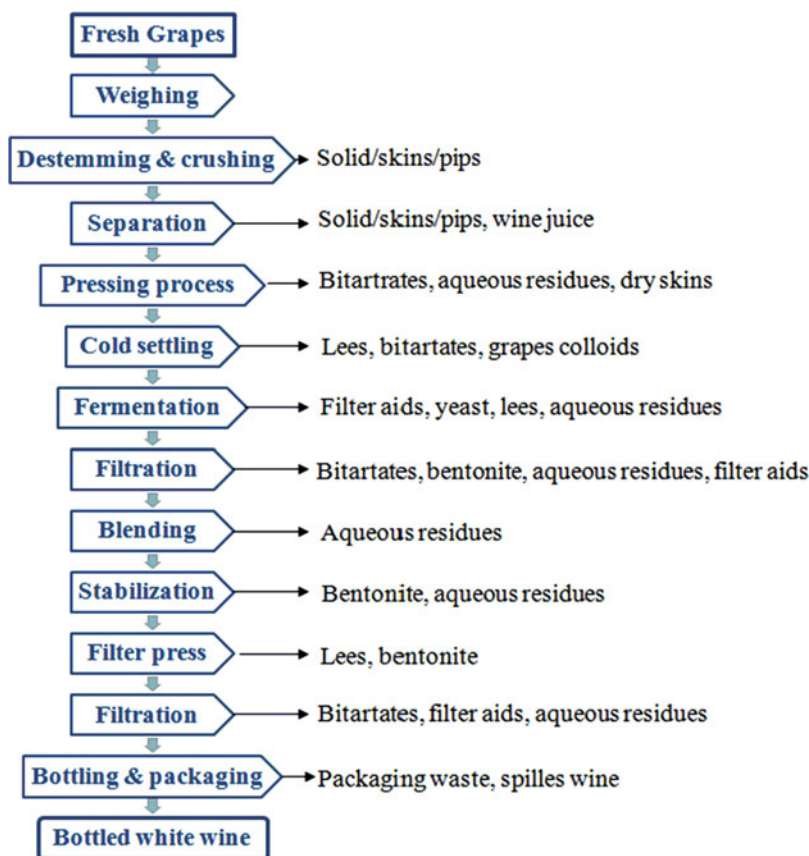 Fresh Grapes
Weighing
Destemming & crushing Solid/skins/pips
Separation Solid/skins/pips, wine juice
Pressing process Bitartrates, aqueous residues, dry skins
Cold settling Lees, bitartates, grapes colloids
Fermentation Filter aids, yeast, lees, aqueous residues
Filtration Bitartates, bentonite, aqueous residues, filter aids
Blending Aqueous residues
Stabilization Bentonite, aqueous residues
Filter press Lees, bentonite
Filtration Bitartates, filter aids, aqueous residues
Bottling & packaging Packaging waste, spilles wine
Bottled white wine